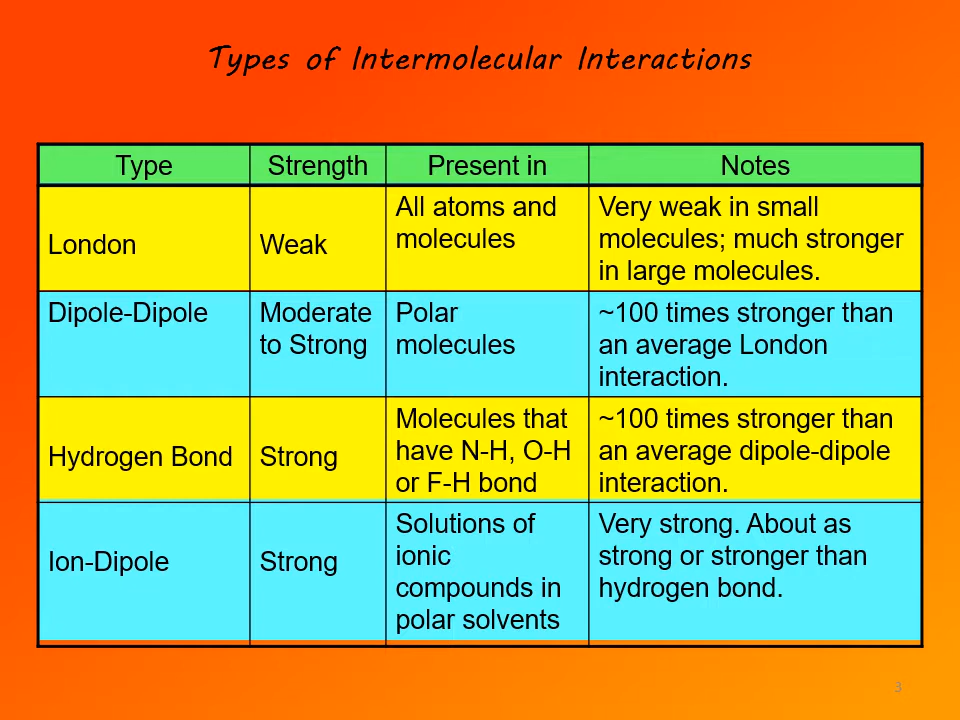 Types of Intermolecular Interactions
Type
Strength
Present in
Notes
London
Weak
All atoms and
molecules
Very weak in small
molecules; much stronger
in large molecules.
Dipole-Dipole
Moderate
to Strong
Polar
molecules
~100 times stronger than
an average London
interaction.
Hydrogen Bond
Strong
Molecules that
have N-H, O-H
or F-H bond
~100 times stronger than
an average dipole-dipole
interaction.
Ion-Dipole
Strong
Solutions of
ionic
compounds in
polar solvents
Very strong. About as
strong or stronger than
hydrogen bond.
3